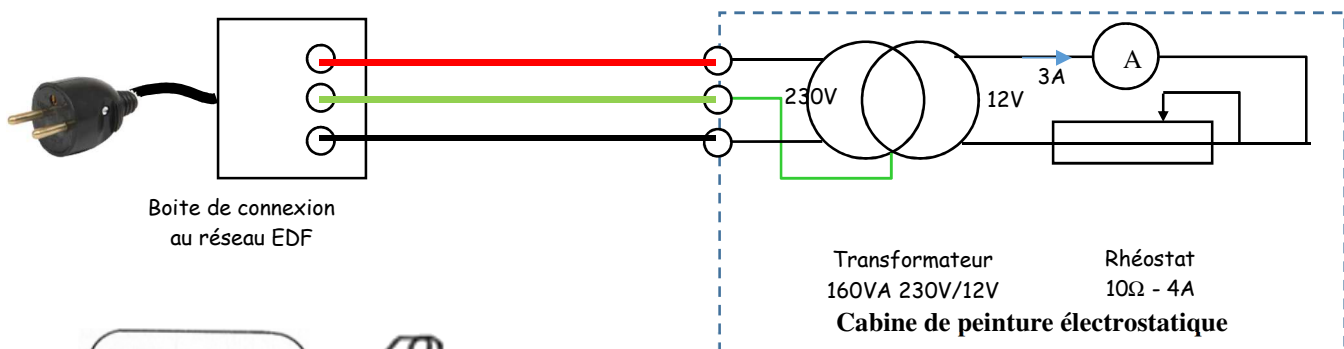 A
3A
230V
12V
Boite de connexion
au réseau EDF
Transformateur
160VA 230V/12V
Rhéostat
10Ω - 4A
Cabine de peinture électrostatique